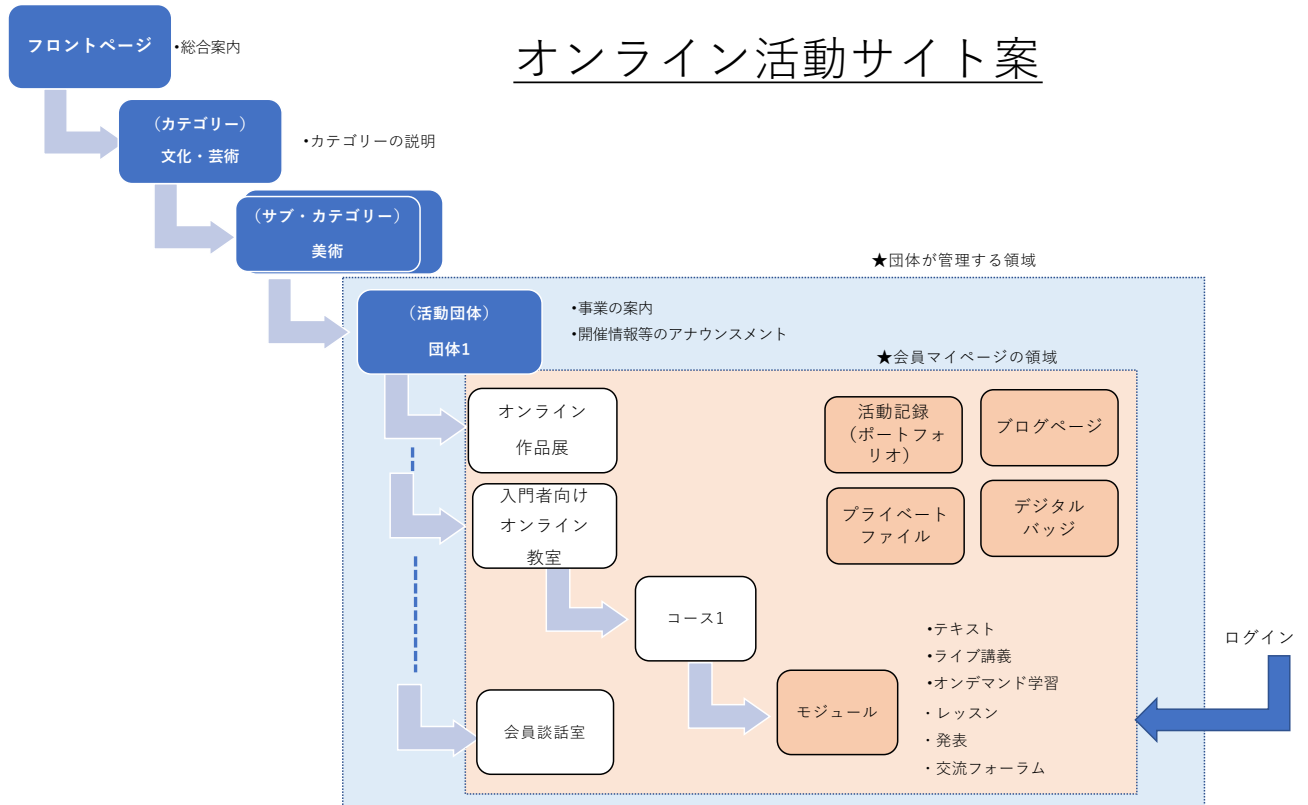 オンライン活動サイト案
フロントページ
•総合案内
（カテゴリー）
文化・芸術
•カテゴリーの説明
（サブ・カテゴリー）
美術
★団体が管理する領域
（活動団体）
団体1
•事業の案内
•開催情報等のアナウンスメント
★会員マイページの領域
オンライン
作品展
活動記録
（ポートフォ
リオ）
ブログページ
入門者向け
オンライン
教室
プライベート
ファイル
デジタル
バッジ
コース1
•テキスト
•ライブ講義
•オンデマンド学習
・レッスン
・発表
・交流フォーラム
ログイン
モジュール
会員談話室